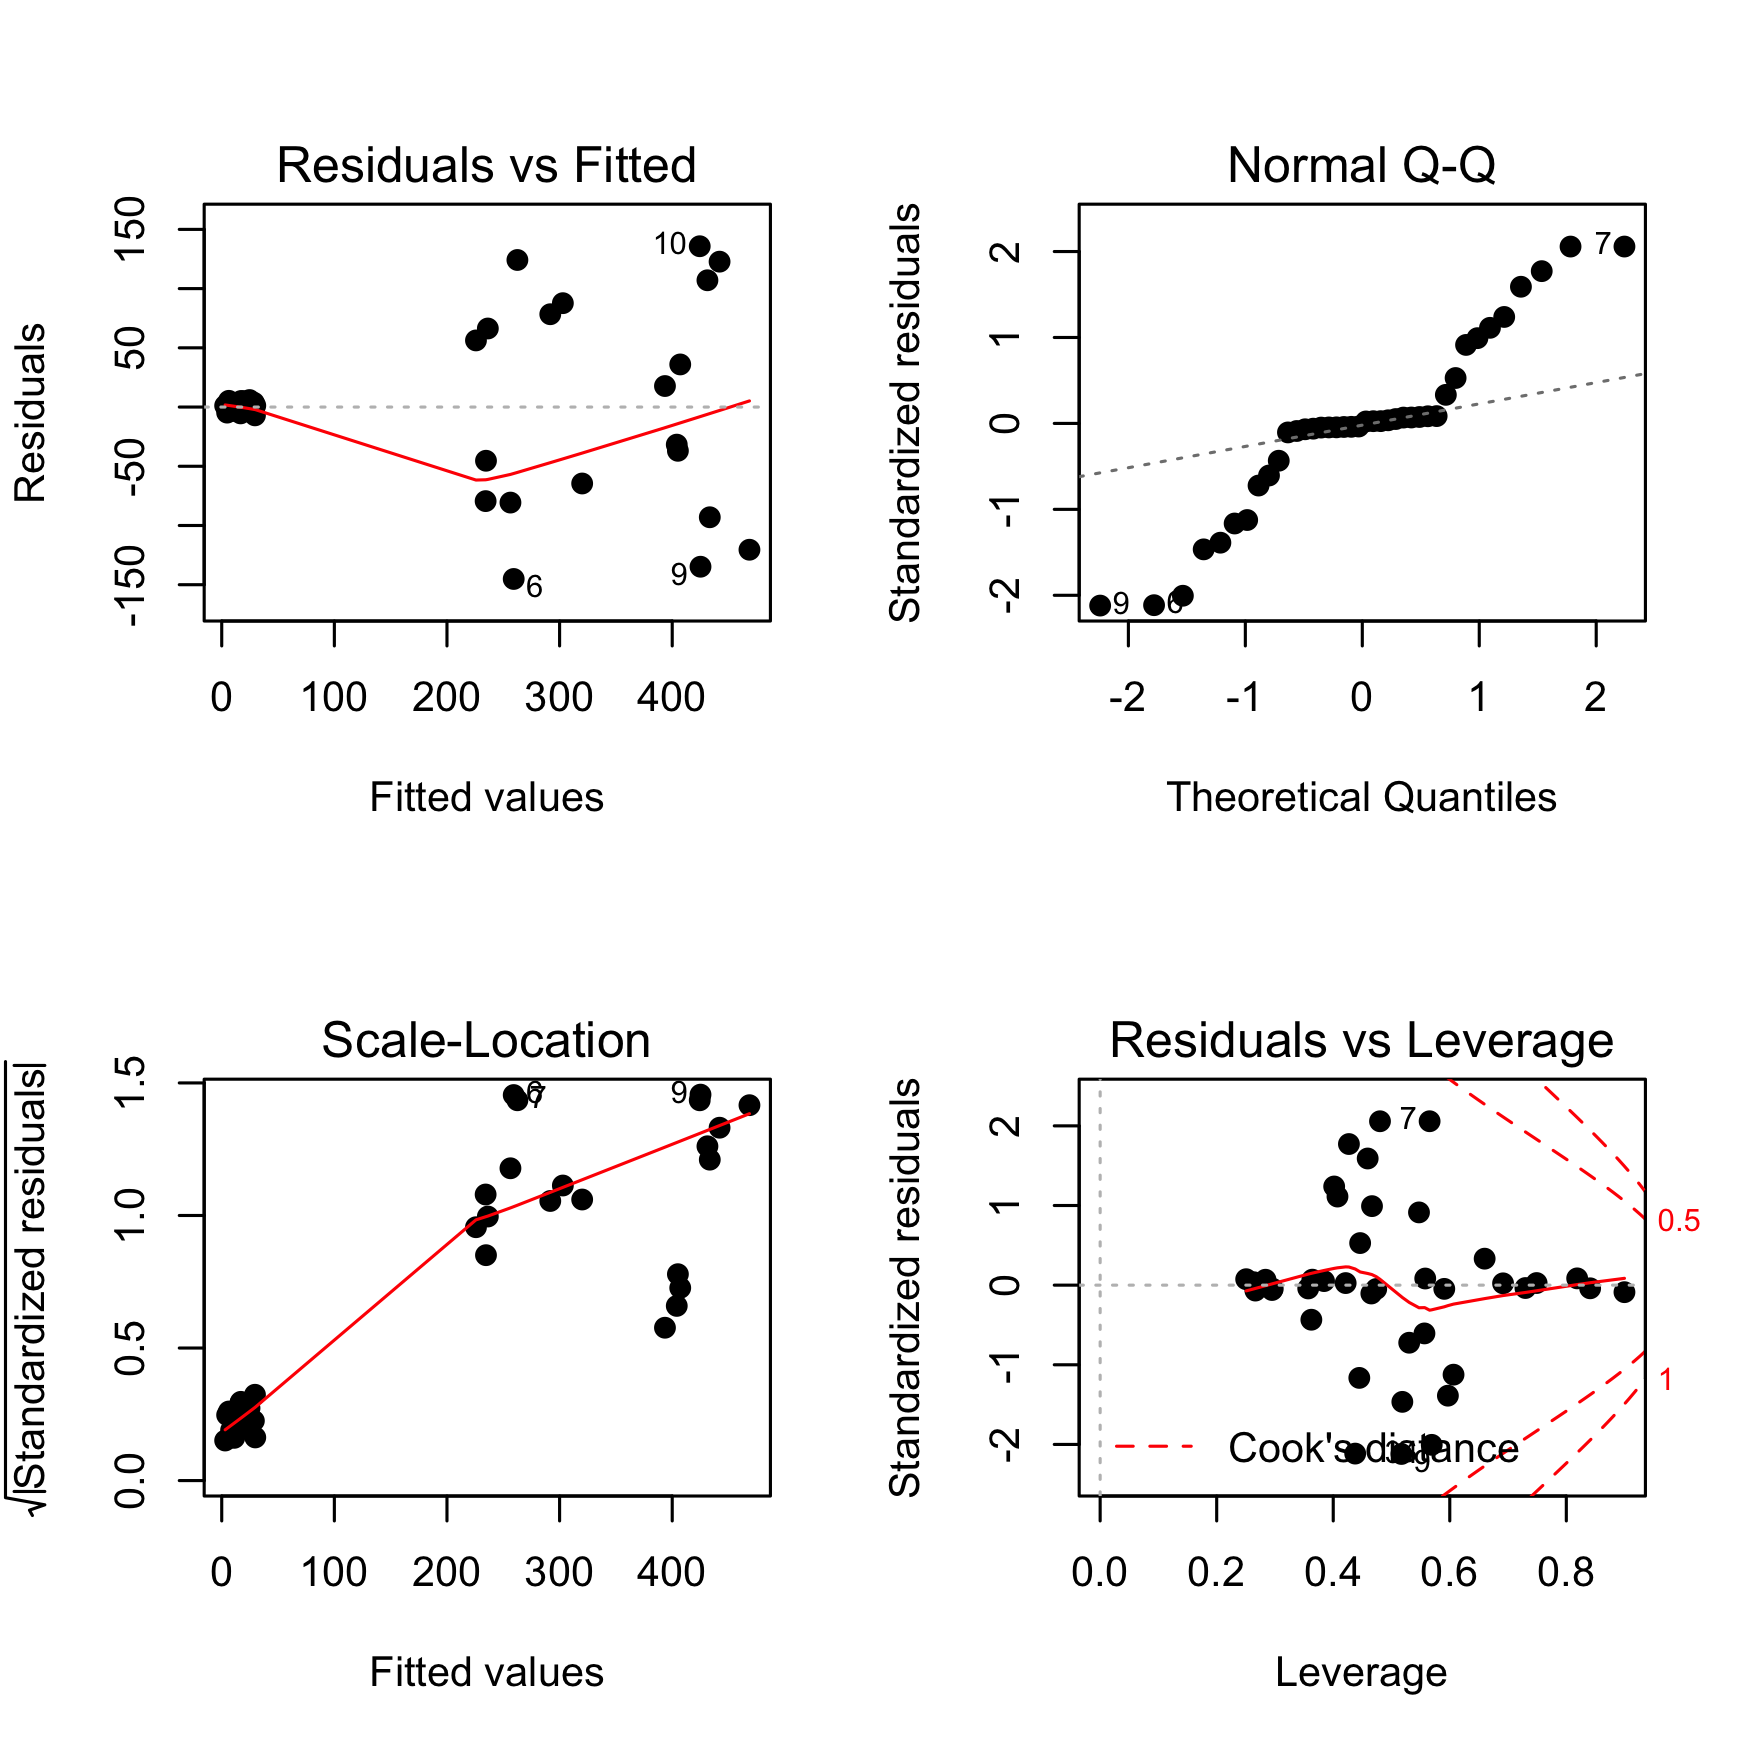 Residuals vs Fitted
Residuals
150
50
-50
-150
10
9
6
0 100 200 300 400
Fitted values
Normal Q-Q
Standardized residuals
2
1
0
-1
-2
7
9
6
-2 -1 0 1 2
Theoretical Quantiles
Scale-Location
√|Standardized residuals|
1.5
1.0
0.5
0.0
6
7
9
0 100 200 300 400
Fitted values
Residuals vs Leverage
Standardized residuals
2
1
0
-1
-2
7
9
0.5
1
Cook's distance
0.0 0.2 0.4 0.6 0.8
Leverage